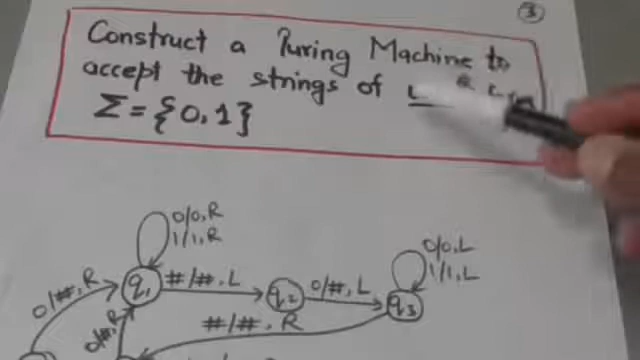 ③
Construct a Turing Machine to
accept the strings of L
Σ = {0, 1}
0/0, R
1/1, R
0/0, L
1/1, L
0/#, R
q1
#/#, L
q2
0/#, L
q3
0/#, R
#/#, R